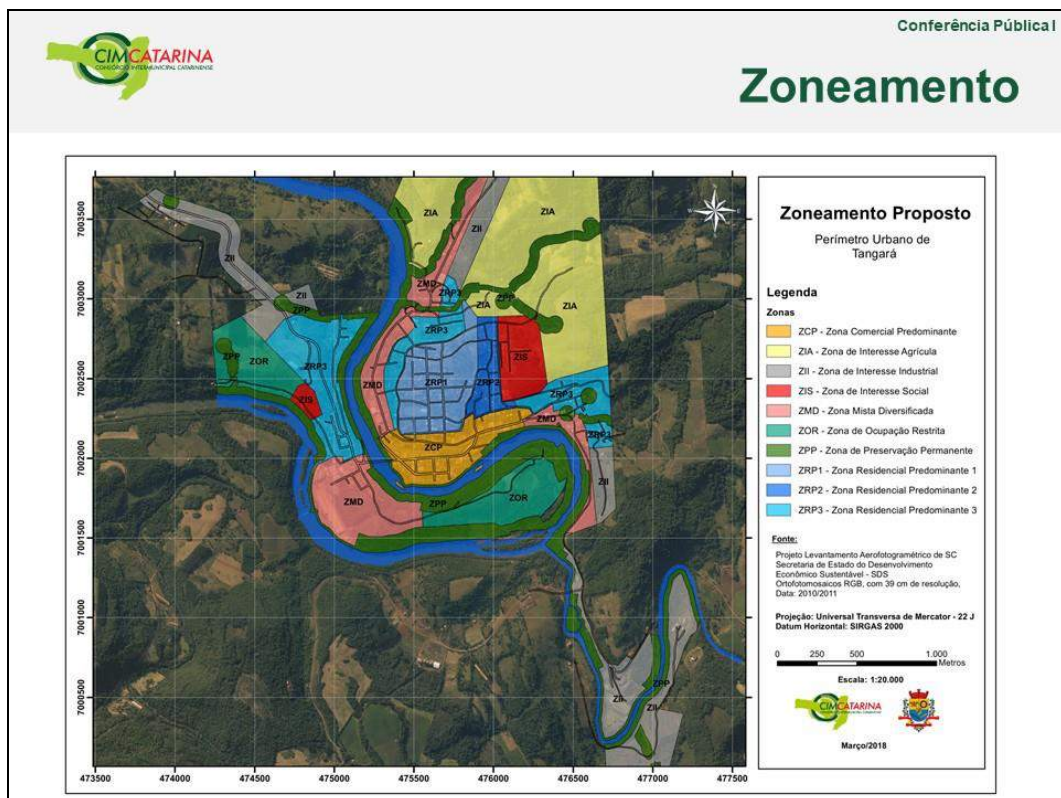 Conferência Pública I
CIMCATARINA
CONSÓRCIO INTERMUNICIPAL CATARINENSE
Zoneamento
7003500
7003000
7002500
7002000
7001500
7001000
7000500
473500
474000
474500
475000
475500
476000
476500
477000
477500
ZIA
ZIA
ZII
ZII
ZMD
ZRP3
ZII
ZPP
ZIA
ZPP
ZIA
ZRP3
ZPP
ZOR
ZRP3
ZMD
ZRP1
ZRP2
ZIS
ZIS
ZRP3
ZMD
ZCP
ZRP3
ZMD
ZPP
ZOR
ZII
ZPP
ZII
ZII
Zoneamento Proposto
Perímetro Urbano de
Tangará
Legenda
Zonas
ZCP - Zona Comercial Predominante
ZIA - Zona de Interesse Agrícula
ZII - Zona de Interesse Industrial
ZIS - Zona de Interesse Social
ZMD - Zona Mista Diversificada
ZOR - Zona de Ocupação Restrita
ZPP - Zona de Preservação Permanente
ZRP1 - Zona Residencial Predominante 1
ZRP2 - Zona Residencial Predominante 2
ZRP3 - Zona Residencial Predominante 3
Fonte:
Projeto Levantamento Aerofotogramétrico de SC
Secretaria de Estado do Desenvolvimento
Econômico Sustentável - SDS
Ortofotomosaicos RGB, com 39 cm de resolução,
Data: 2010/2011
Projeção: Universal Transversa de Mercator - 22 J
Datum Horizontal: SIRGAS 2000
0 250 500 1.000
Metros
Escala: 1:20.000
CIMCATARINA
Março/2018